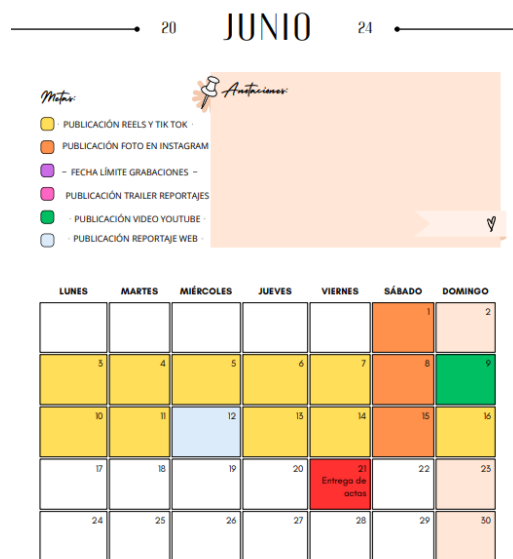 20 JUNIO 24
Metas:
Anotaciones:
· PUBLICACIÓN REELS Y TIK TOK ·
PUBLICACIÓN FOTO EN INSTAGRAM
– FECHA LÍMITE GRABACIONES –
PUBLICACIÓN TRAILER REPORTAJES
· PUBLICACIÓN VIDEO YOUTUBE ·
· PUBLICACIÓN REPORTAJE WEB ·
LUNES MARTES MIÉRCOLES JUEVES VIERNES SÁBADO DOMINGO
1 2
3 4 5 6 7 8 9
10 11 12 13 14 15 16
17 18 19 20 21 22 23
Entrega de
actas
24 25 26 27 28 29 30